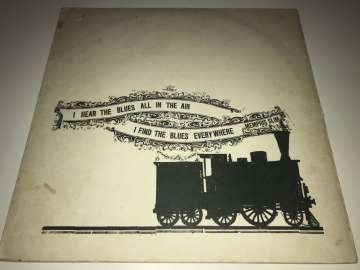 I HEAR THE BLUES ALL IN THE AIR
I FIND THE BLUES EVERYWHERE
MEMPHIS SLIM